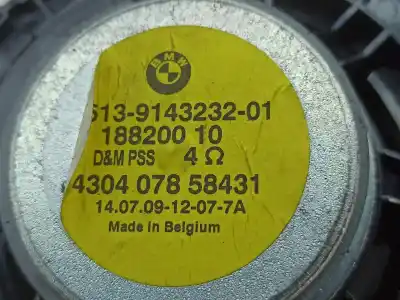 BMW
613-9143232-01
188200 10
D&M PSS 4 Ω
4304 078 58431
14.07.09-12-07-7A
Made in Belgium